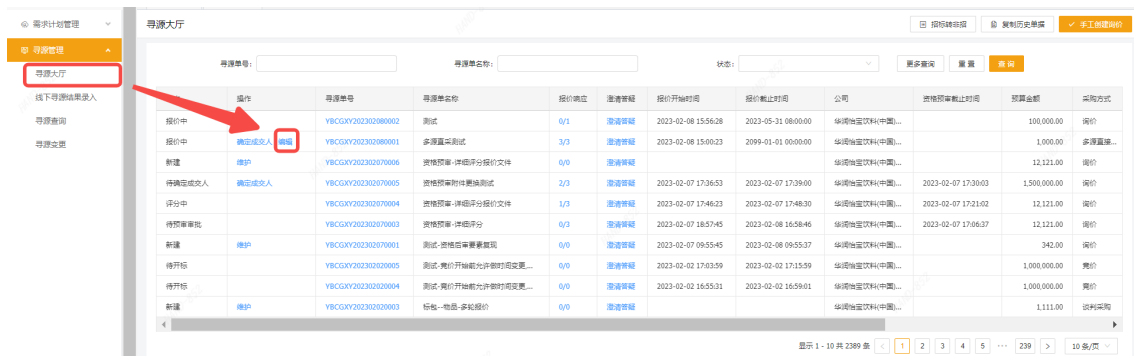 需求计划管理
寻源大厅
招标转非招
复制历史单据
手工创建询价
寻源管理
寻源大厅
线下寻源结果录入
寻源查询
寻源变更
寻源单号:
寻源单名称:
状态:
更多查询
重置
查询
操作 寻源单号 寻源单名称 报价响应 澄清答疑 报价开始时间 报价截止时间 公司 资格预审截止时间 预算金额 采购方式
报价中 YBCGXY202302080002 测试 0/1 澄清答疑 2023-02-08 15:56:28 2023-05-31 08:00:00 华润怡宝饮料(中国)... 100,000.00 询价
报价中 确定成交人 编辑 YBCGXY202302080001 多源直采测试 3/3 澄清答疑 2023-02-08 15:00:23 2099-01-01 00:00:00 华润怡宝饮料(中国)... 1,000.00 多源直接...
新建 维护 YBCGXY202302070006 资格预审-详细评分报价文件 0/0 澄清答疑 华润怡宝饮料(中国)... 12,121.00 询价
待确定成交人 确定成交人 YBCGXY202302070005 资格预审附件更换测试 2/3 澄清答疑 2023-02-07 17:36:53 2023-02-07 17:39:00 华润怡宝饮料(中国)... 2023-02-07 17:30:03 1,500,000.00 询价
评分中 YBCGXY202302070004 资格预审-详细评分报价文件 1/3 澄清答疑 2023-02-07 17:46:23 2023-02-07 17:48:30 华润怡宝饮料(中国)... 2023-02-07 17:21:02 12,121.00 询价
待预审审批 YBCGXY202302070003 资格预审-详细评分 0/3 澄清答疑 2023-02-07 18:57:45 2023-02-08 16:58:46 华润怡宝饮料(中国)... 2023-02-07 17:06:37 12,121.00 询价
新建 维护 YBCGXY202302070001 测试-资格后审要素复现 0/0 澄清答疑 2023-02-07 09:55:45 2023-02-08 09:55:37 华润怡宝饮料(中国)... 342.00 询价
待开标 YBCGXY202302020005 测试-竞价开始前允许做时间变更... 0/0 澄清答疑 2023-02-02 17:03:59 2023-02-02 17:15:59 华润怡宝饮料(中国)... 1,000,000.00 竞价
待开标 YBCGXY202302020004 测试-竞价开始前允许做时间变更... 0/0 澄清答疑 2023-02-02 16:55:31 2023-02-02 16:59:01 华润怡宝饮料(中国)... 1,000,000.00 竞价
新建 维护 YBCGXY202302020003 标包--物品-多轮报价 0/0 澄清答疑 华润怡宝饮料(中国)... 1,111.00 谈判采购
显示 1 - 10 共 2389 条 < 1 2 3 4 5 ··· 239 > 10 条/页